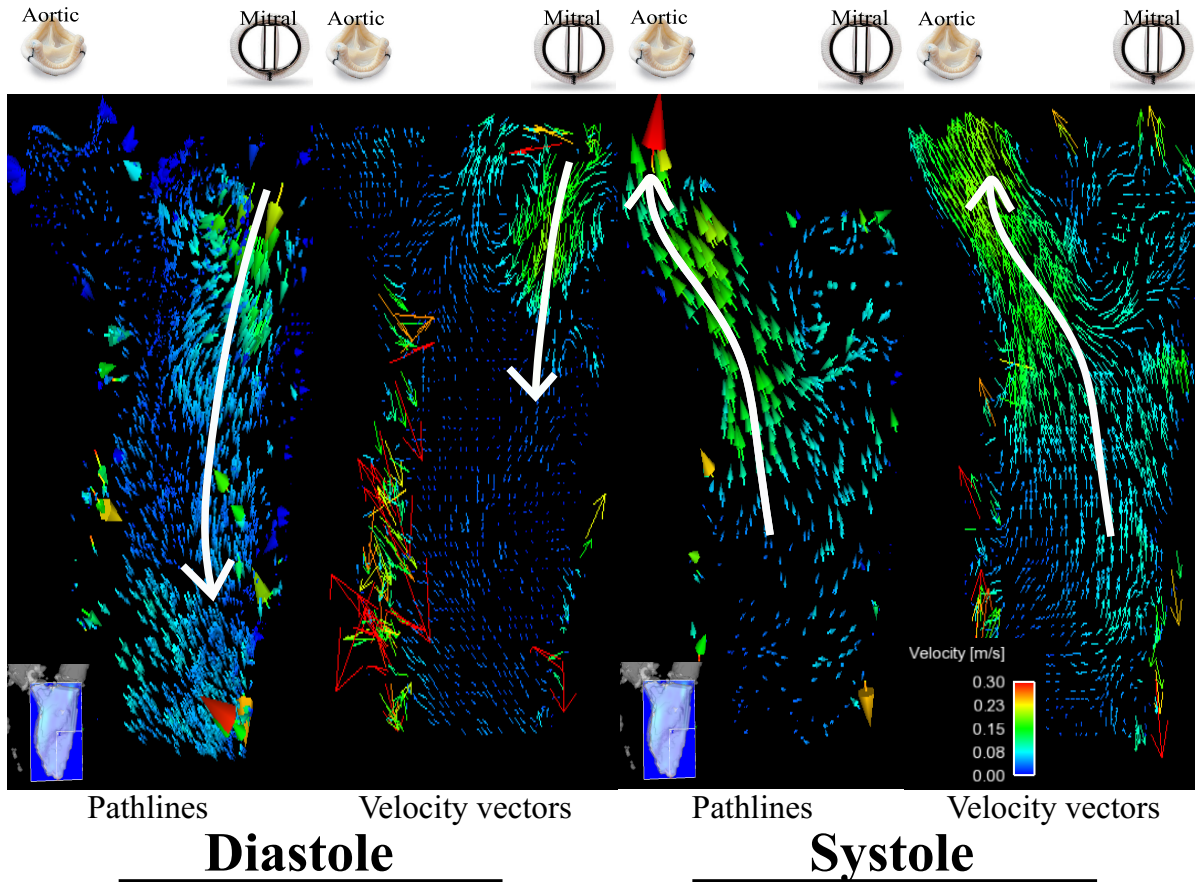 Aortic
Mitral
Aortic
Mitral
Aortic
Mitral
Aortic
Mitral
Velocity [m/s]
0.30
0.23
0.15
0.08
0.00
Pathlines
Velocity vectors
Pathlines
Velocity vectors
Diastole
Systole